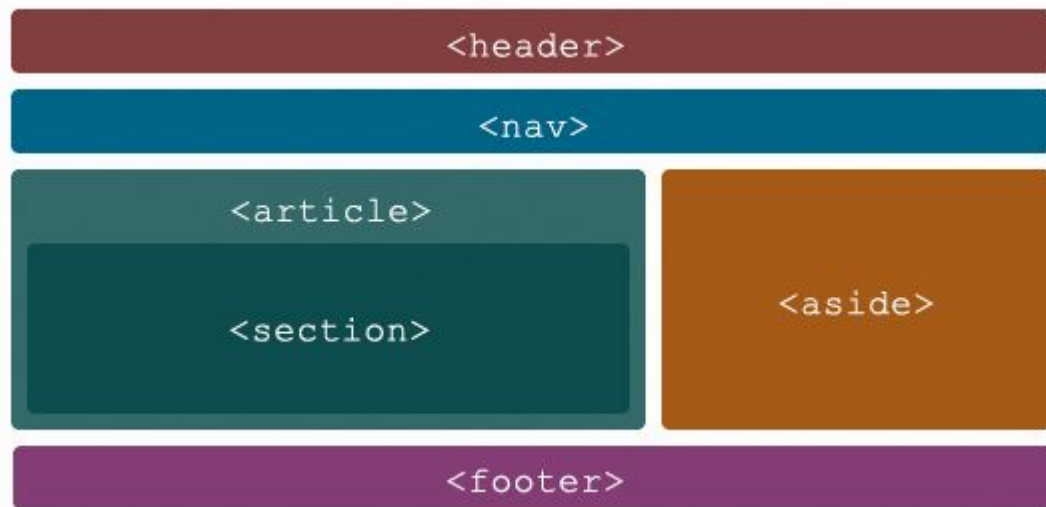 <header>
<nav>
<article>
<section>
<aside>
<footer>